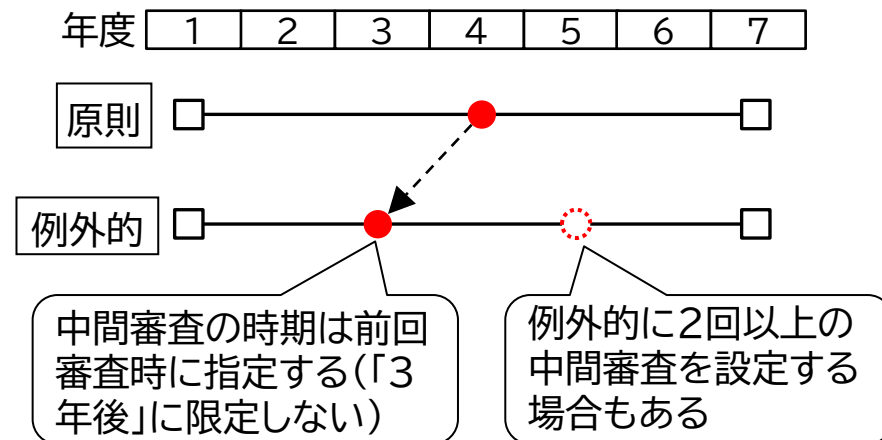 年度 1 2 3 4 5 6 7
原則
例外的
中間審査の時期は前回
審査時に指定する(「3
年後」に限定しない)
例外的に2回以上の
中間審査を設定する
場合もある